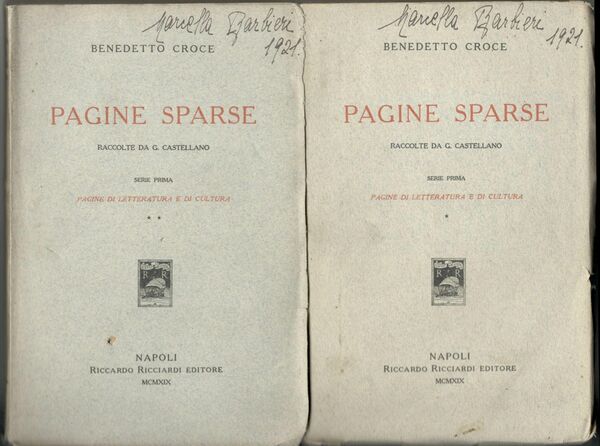 Marcella Barbieri
1921.
BENEDETTO CROCE
PAGINE SPARSE
RACCOLTE DA G. CASTELLANO
SERIE PRIMA
PAGINE DI LETTERATURA E DI CULTURA
* *
R R
NAPOLI
RICCARDO RICCIARDI EDITORE
MCMXIX
Marcella Barbieri
1921.
BENEDETTO CROCE
PAGINE SPARSE
RACCOLTE DA G. CASTELLANO
SERIE PRIMA
PAGINE DI LETTERATURA E DI CULTURA
*
R R
NAPOLI
RICCARDO RICCIARDI EDITORE
MCMXIX